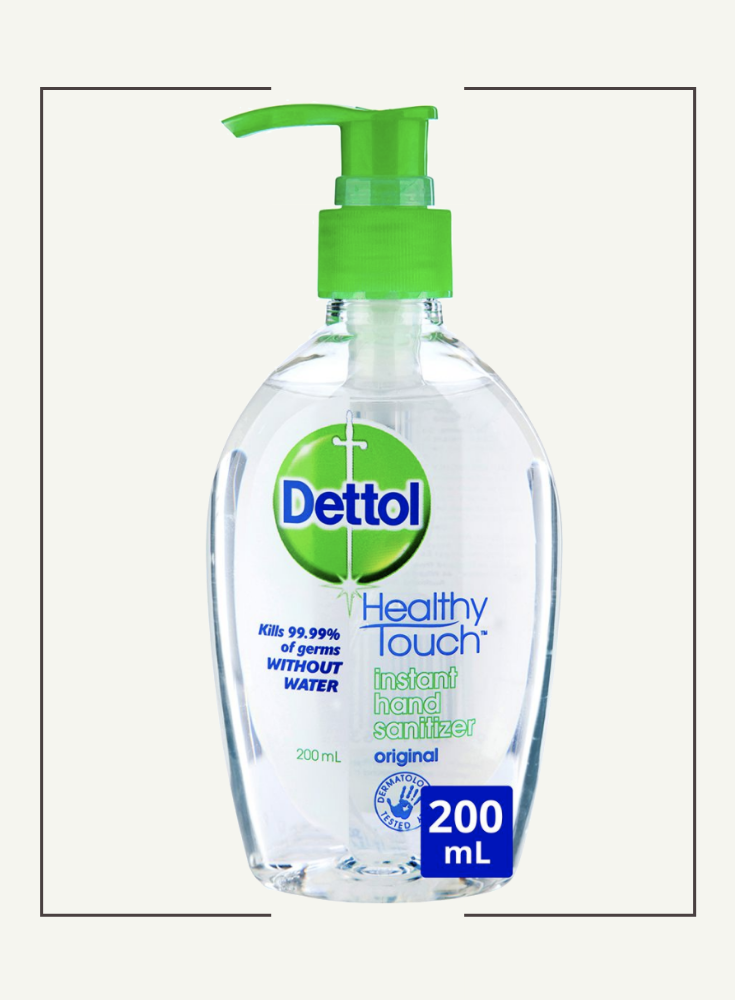 Dettol
Healthy
Touch™
Kills 99.99%
of germs
WITHOUT
WATER
instant
hand
sanitizer
200 mL
original
TESTED
200
mL